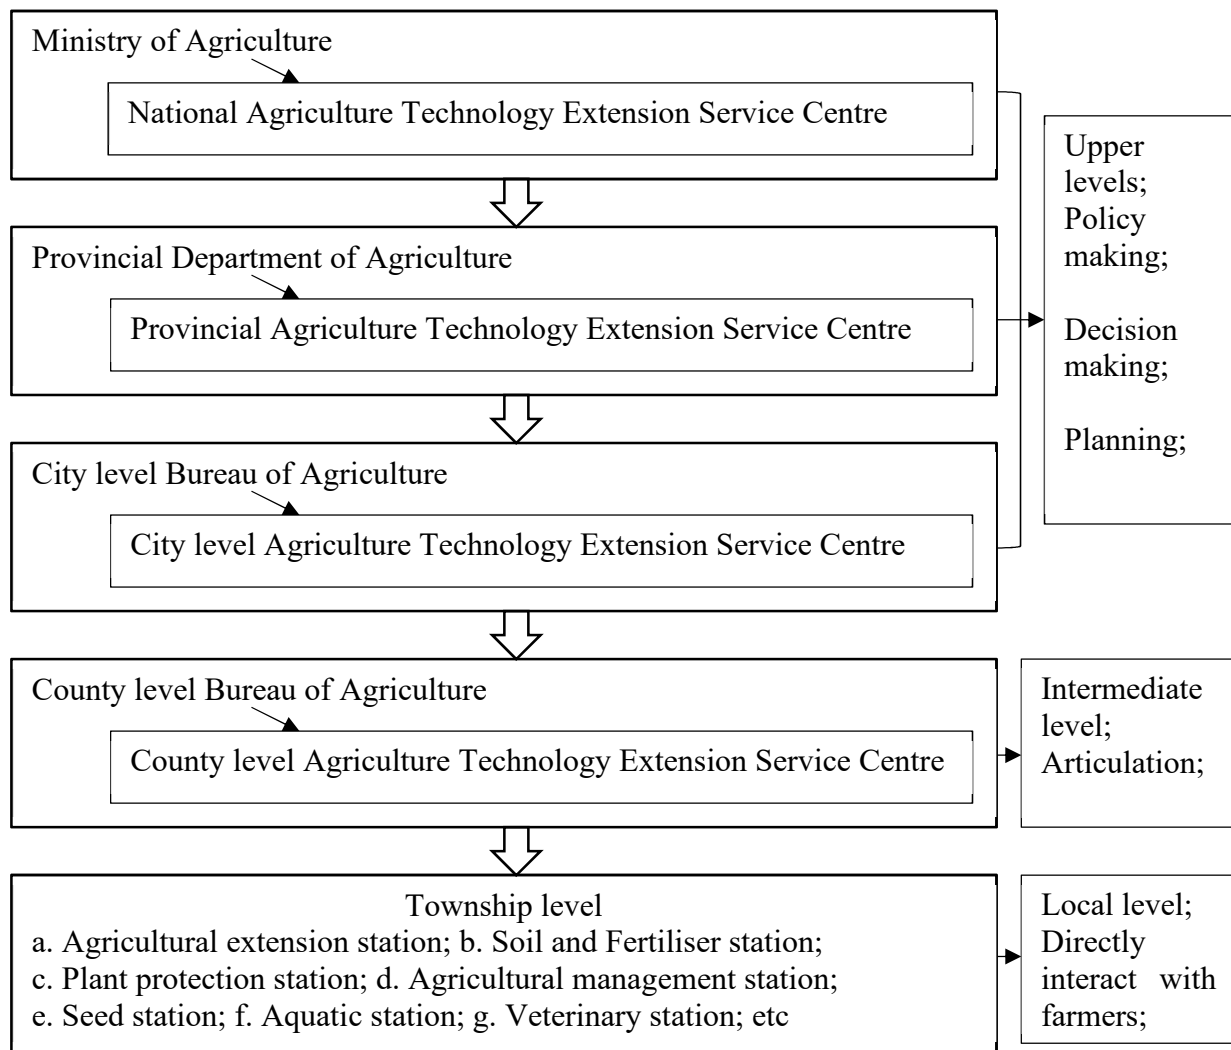 Ministry of Agriculture
National Agriculture Technology Extension Service Centre
Upper
levels;
Policy
making;
Decision
making;
Planning;
Provincial Department of Agriculture
Provincial Agriculture Technology Extension Service Centre
City level Bureau of Agriculture
City level Agriculture Technology Extension Service Centre
County level Bureau of Agriculture
County level Agriculture Technology Extension Service Centre
Intermediate
level;
Articulation;
Township level
a. Agricultural extension station; b. Soil and Fertiliser station;
c. Plant protection station; d. Agricultural management station;
e. Seed station; f. Aquatic station; g. Veterinary station; etc
Local level;
Directly
interact with
farmers;